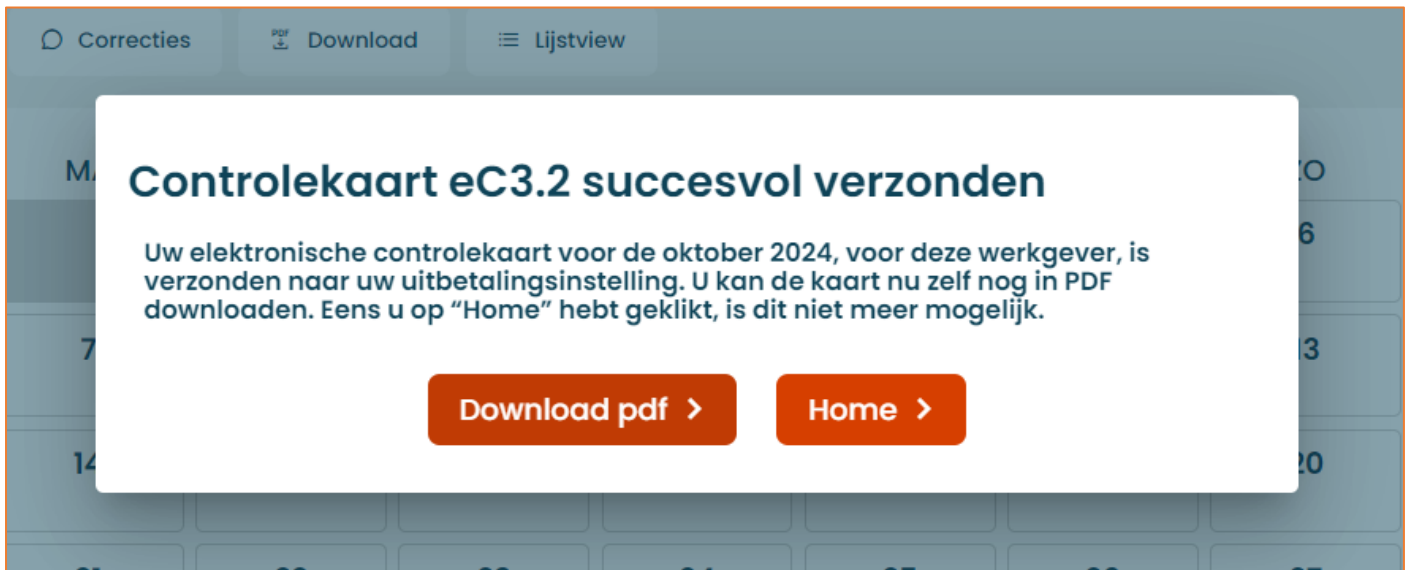 Correcties
Download
Lijstview
Controlekaart eC3.2 succesvol verzonden
Uw elektronische controlekaart voor de oktober 2024, voor deze werkgever, is
verzonden naar uw uitbetalingsinstelling. U kan de kaart nu zelf nog in PDF
downloaden. Eens u op “Home” hebt geklikt, is dit niet meer mogelijk.
Download pdf
Home
6
7
13
14
20